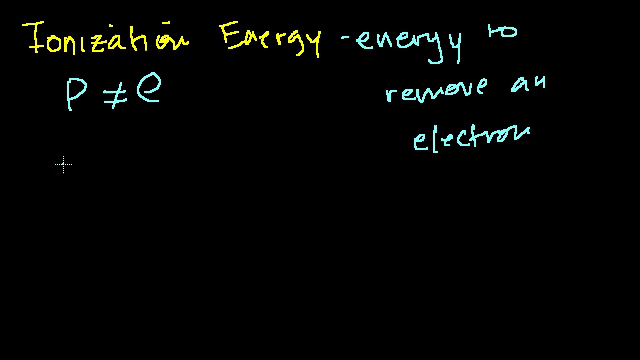 Ionization Energy - energy to
remove an
electron
P ≠ e